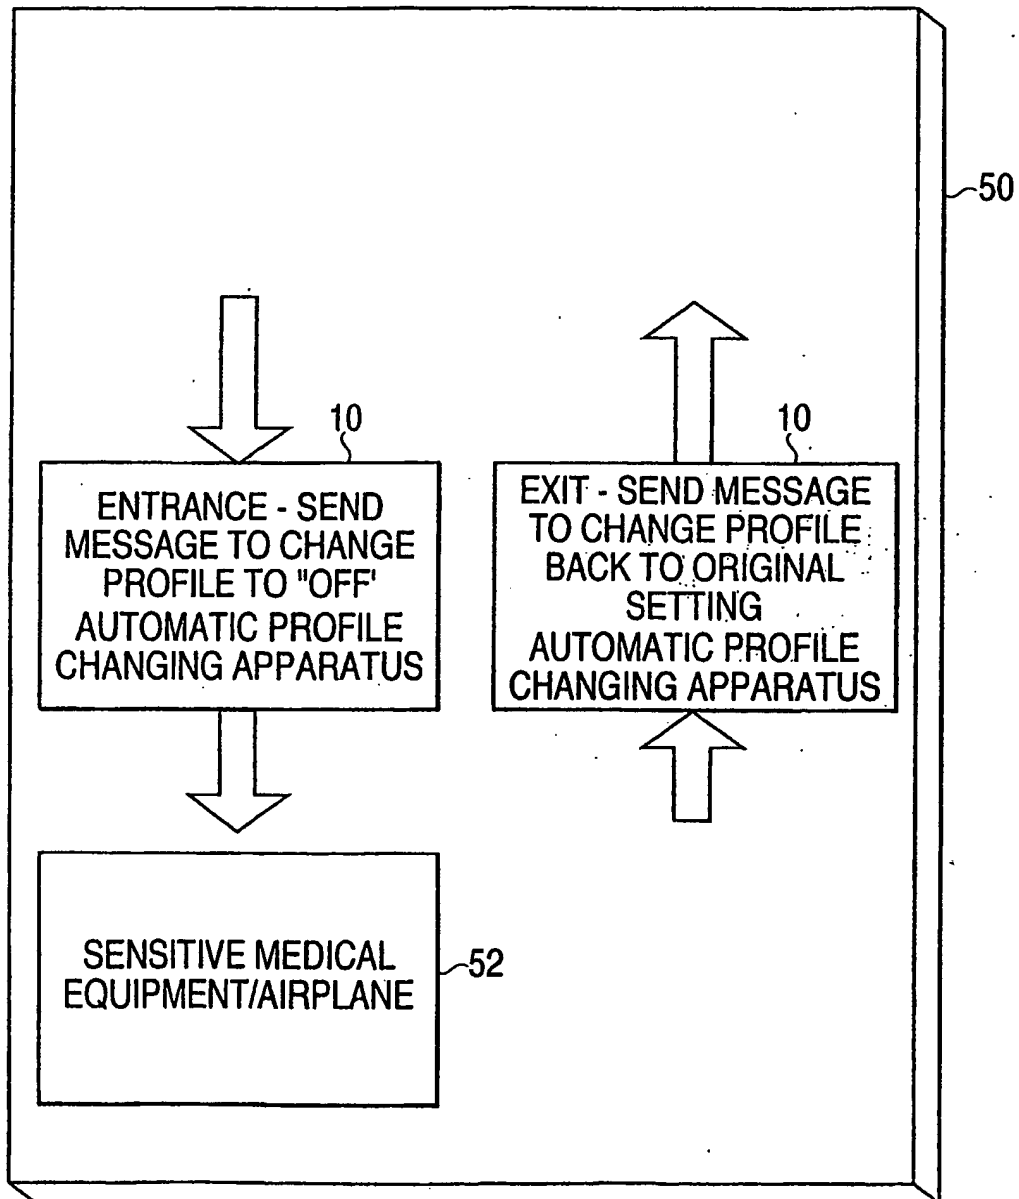 50
10
ENTRANCE - SEND
MESSAGE TO CHANGE
PROFILE TO "OFF'
AUTOMATIC PROFILE
CHANGING APPARATUS
10
EXIT - SEND MESSAGE
TO CHANGE PROFILE
BACK TO ORIGINAL
SETTING
AUTOMATIC PROFILE
CHANGING APPARATUS
SENSITIVE MEDICAL
EQUIPMENT/AIRPLANE
52